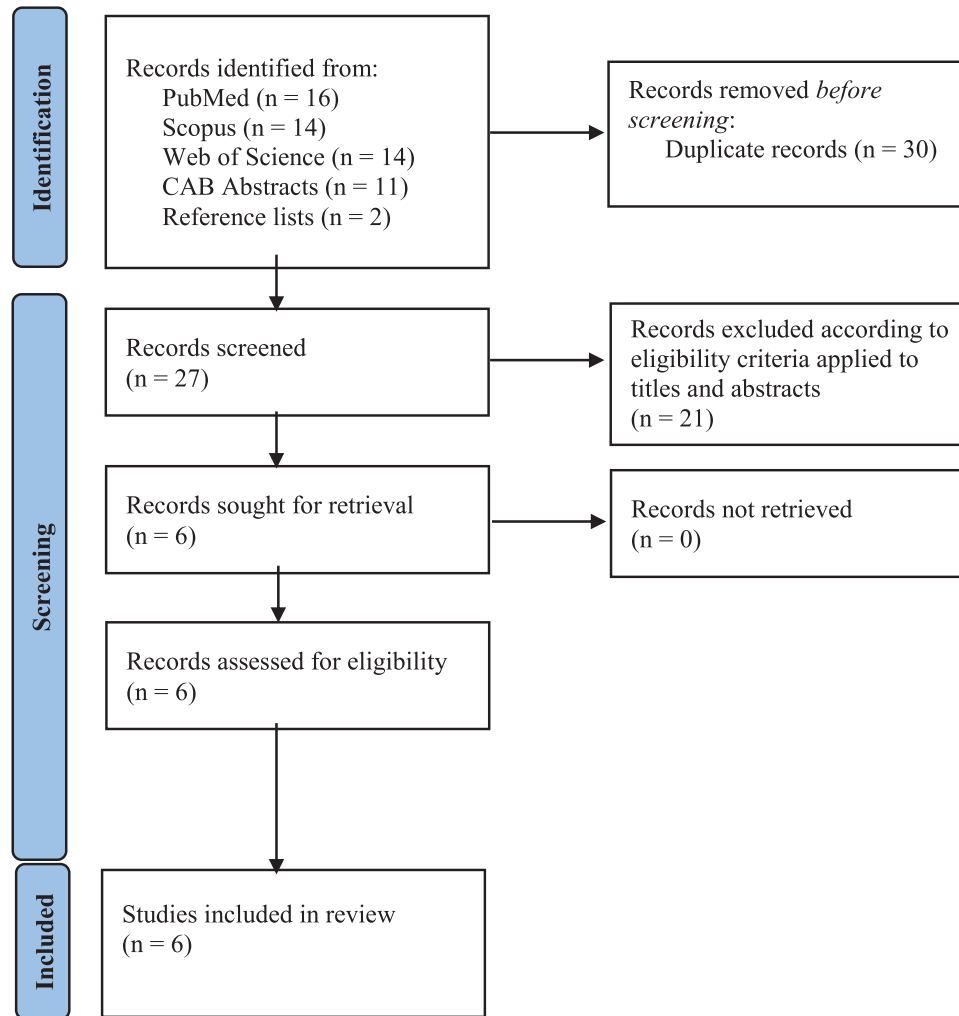 Identification
Records identified from:
PubMed (n = 16)
Scopus (n = 14)
Web of Science (n = 14)
CAB Abstracts (n = 11)
Reference lists (n = 2)
Records removed before
screening:
Duplicate records (n = 30)
Screening
Records screened
(n = 27)
Records excluded according to
eligibility criteria applied to
titles and abstracts
(n = 21)
Records sought for retrieval
(n = 6)
Records not retrieved
(n = 0)
Records assessed for eligibility
(n = 6)
Included
Studies included in review
(n = 6)